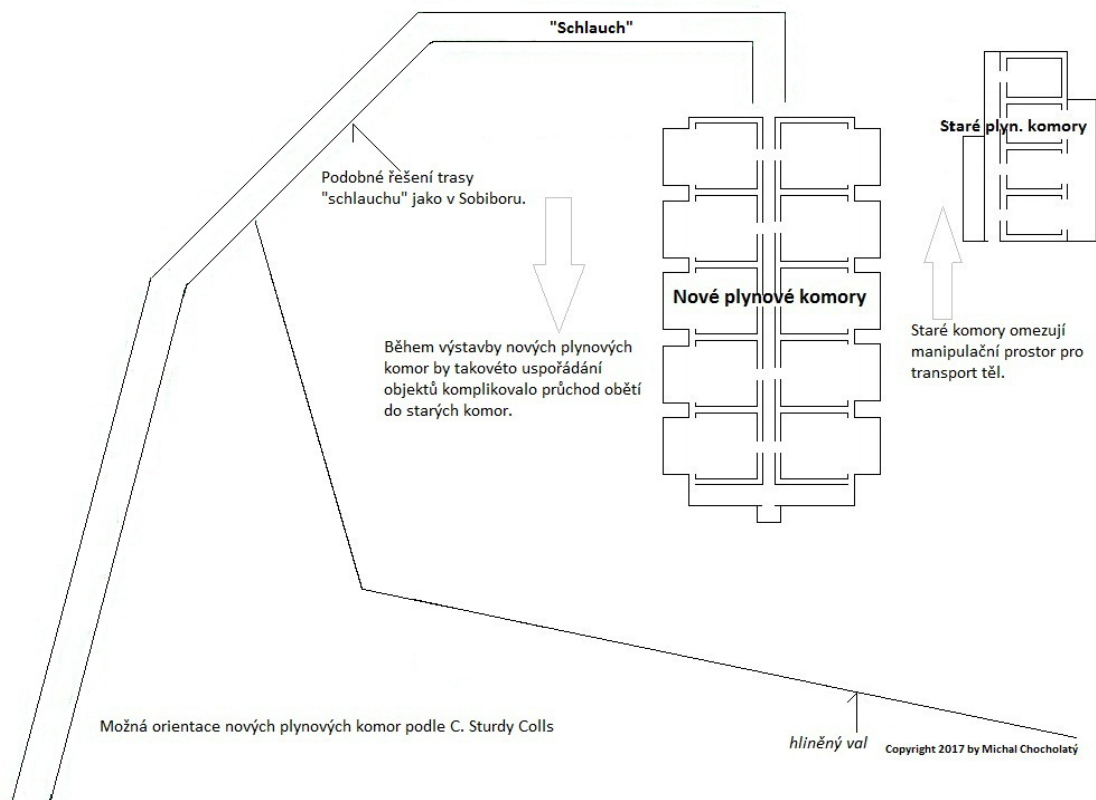 "Schlauch"
Staré plyn. komory
Podobné řešení trasy
"schlauchu" jako v Sobiboru.
Nové plynové komory
Během výstavby nových plynových
komor by takovéto uspořádání
objektů komplikovalo průchod obětí
do starých komor.
Staré komory omezují
manipulační prostor pro
transport těl.
Možná orientace nových plynových komor podle C. Sturdy Colls
hliněný val
Copyright 2017 by Michal Chocholatý